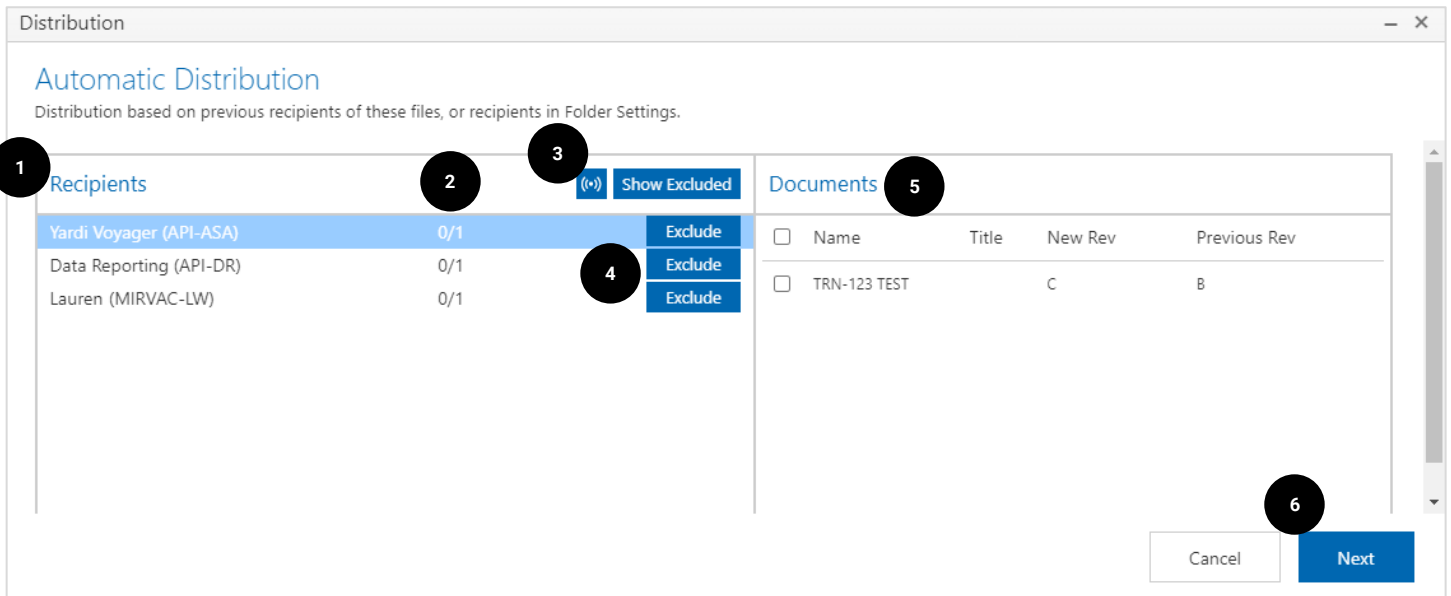 Distribution
Automatic Distribution
Distribution based on previous recipients of these files, or recipients in Folder Settings.
1 Recipients 2 3 Show Excluded Documents 5
Yardi Voyager (API-ASA) 0/1 Exclude Name Title New Rev Previous Rev
Data Reporting (API-DR) 0/1 4 Exclude
Lauren (MIRVAC-LW) 0/1 Exclude TRN-123 TEST C B
6
Cancel Next